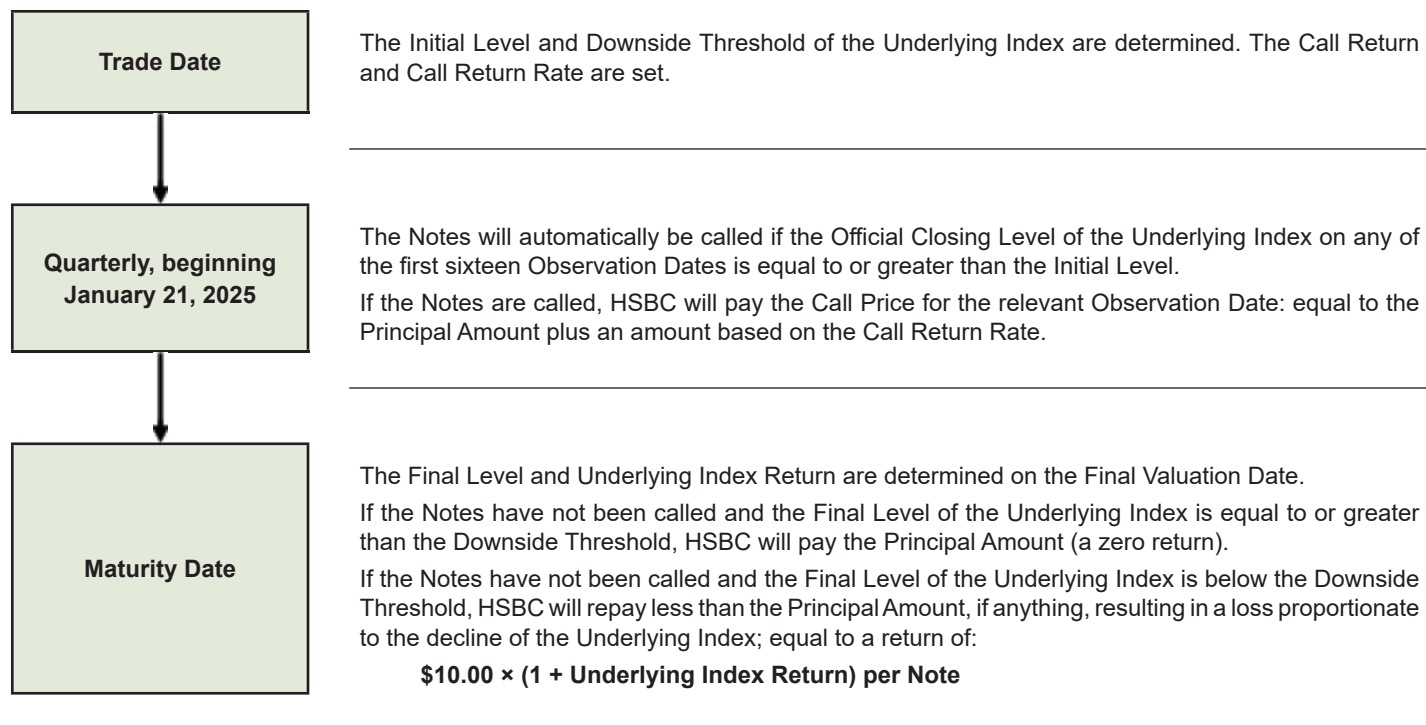 Trade Date
The Initial Level and Downside Threshold of the Underlying Index are determined. The Call Return
and Call Return Rate are set.
Quarterly, beginning
January 21, 2025
The Notes will automatically be called if the Official Closing Level of the Underlying Index on any of
the first sixteen Observation Dates is equal to or greater than the Initial Level.
If the Notes are called, HSBC will pay the Call Price for the relevant Observation Date: equal to the
Principal Amount plus an amount based on the Call Return Rate.
Maturity Date
The Final Level and Underlying Index Return are determined on the Final Valuation Date.
If the Notes have not been called and the Final Level of the Underlying Index is equal to or greater
than the Downside Threshold, HSBC will pay the Principal Amount (a zero return).
If the Notes have not been called and the Final Level of the Underlying Index is below the Downside
Threshold, HSBC will repay less than the Principal Amount, if anything, resulting in a loss proportionate
to the decline of the Underlying Index; equal to a return of:
$10.00 × (1 + Underlying Index Return) per Note